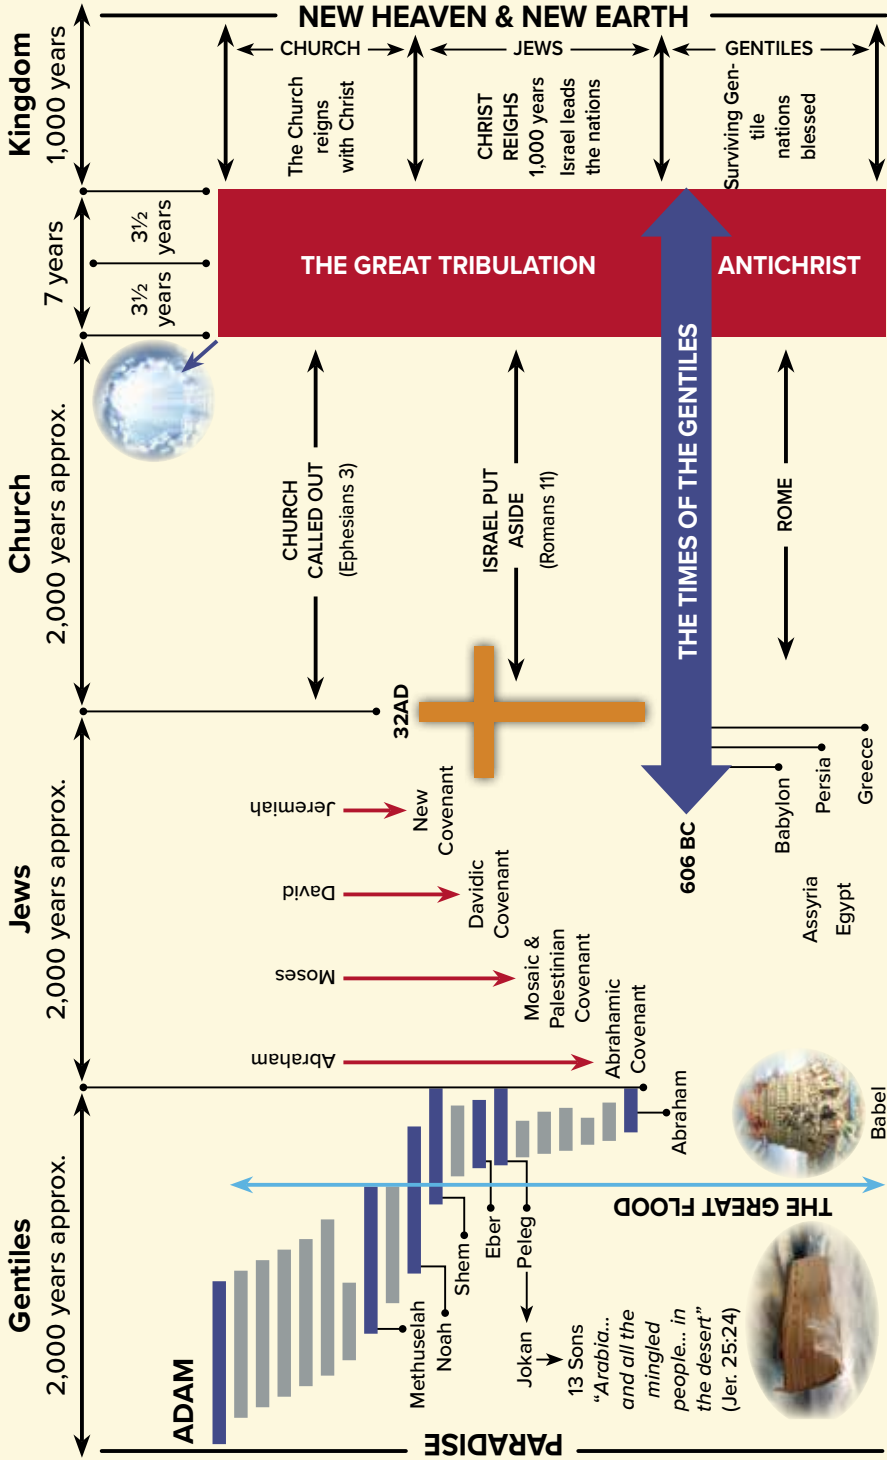 Gentiles
2,000 years approx.
Jews
2,000 years approx.
Church
2,000 years approx.
7 years
3½
years
3½
years
Kingdom
1,000 years
PARADISE
ADAM
Methuselah
Noah
Shem
Eber
Peleg
Jokan
13 Sons
“Arabia...
and all the
mingled
people... in
the desert”
(Jer. 25:24)
THE GREAT FLOOD
Babel
Abraham
Abraham
Abrahamic
Covenant
Moses
Mosaic &
Palestinian
Covenant
David
Davidic
Covenant
Jeremiah
New
Covenant
32AD
606 BC
Assyria
Egypt
Babylon
Persia
Greece
CHURCH
CALLED OUT
(Ephesians 3)
ISRAEL PUT
ASIDE
(Romans 11)
THE TIMES OF THE GENTILES
ROME
THE GREAT TRIBULATION
ANTICHRIST
CHURCH
The Church
reigns
with Christ
JEWS
CHRIST
REIGHS
1,000 years
Israel leads
the nations
GENTILES
Surviving Gen-
tile
nations
blessed
NEW HEAVEN & NEW EARTH